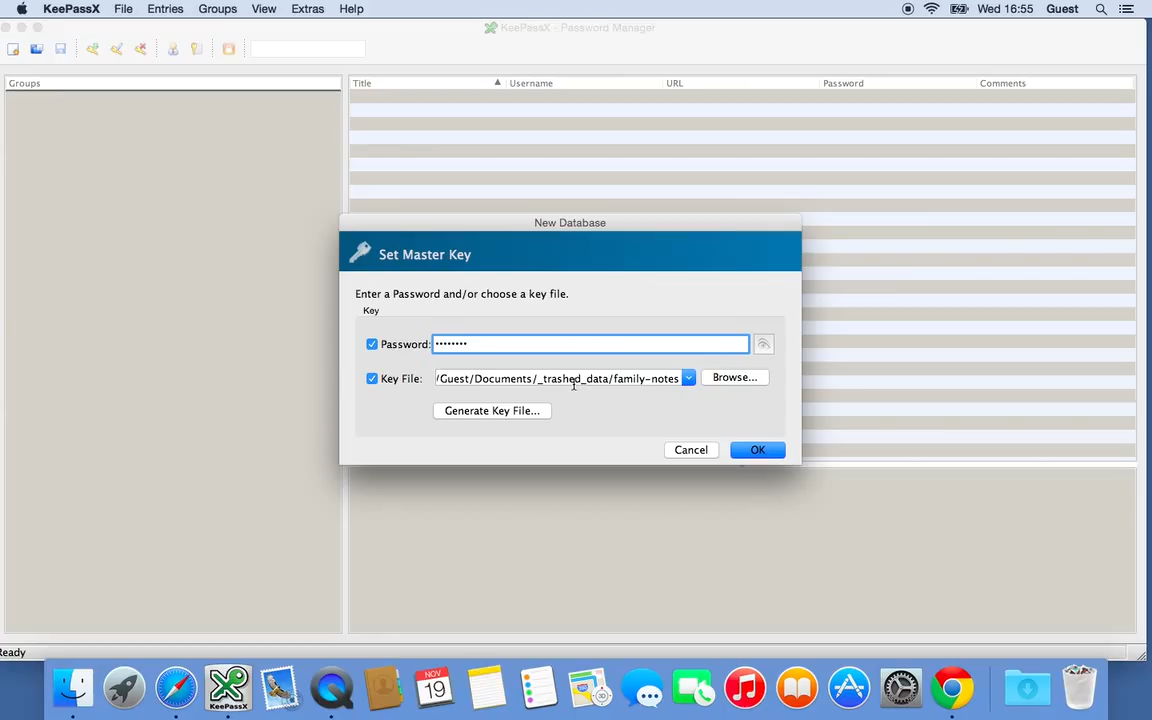 KeePassX File Entries Groups View Extras Help Wed 16:55 Guest
KeePassX - Password Manager
Groups
Title Username URL Password Comments
New Database
Set Master Key
Enter a Password and/or choose a key file.
Key
Password: ••••••••
Key File: /Guest/Documents/_trashed_data/family-notes Browse...
Generate Key File...
Cancel OK
Ready
KeePassX
NOV
19
3D